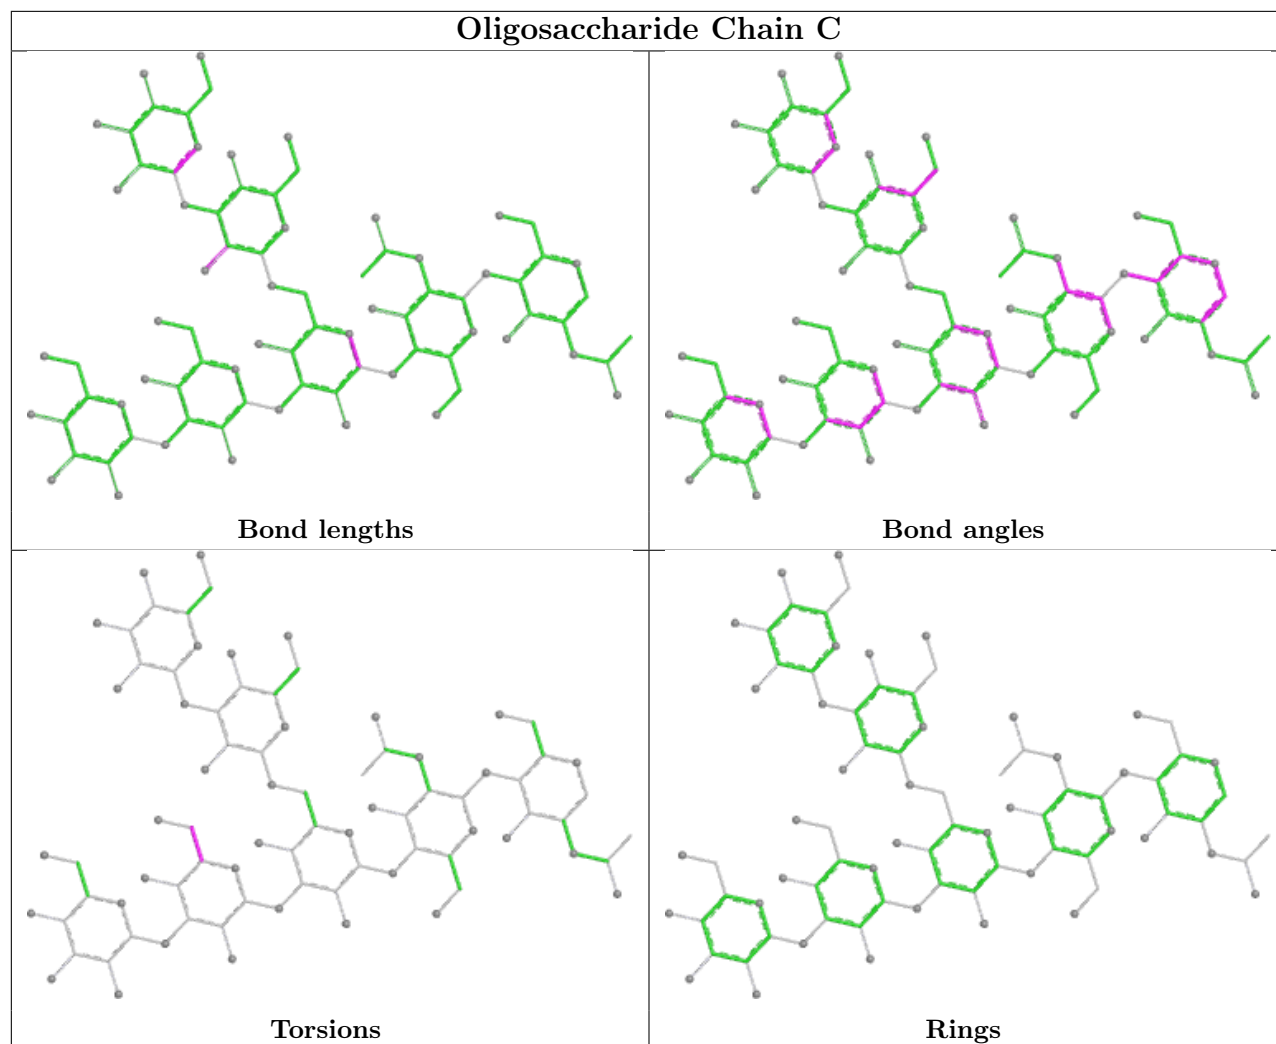 Oligosaccharide Chain C
Bond lengths
Bond angles
Torsions
Rings